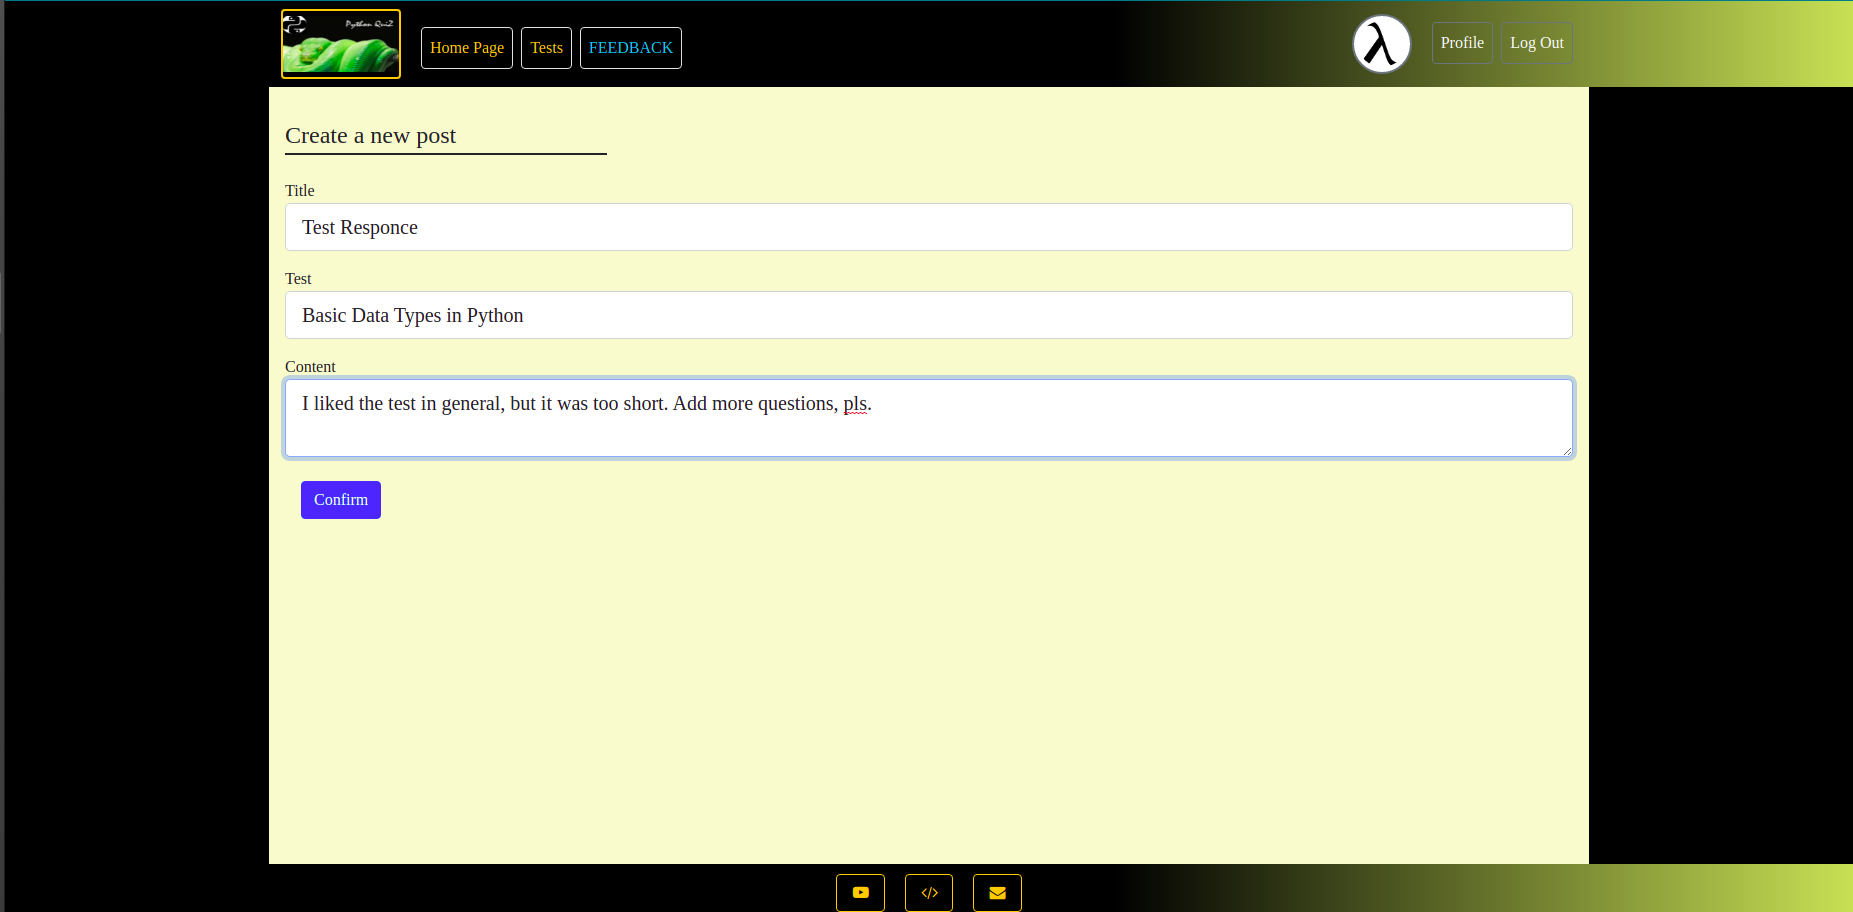 Python QuiZ
Home Page Tests FEEDBACK
λ
Profile Log Out
Create a new post
Title
Test Responce
Test
Basic Data Types in Python
Content
I liked the test in general, but it was too short. Add more questions, pls.
Confirm
</>